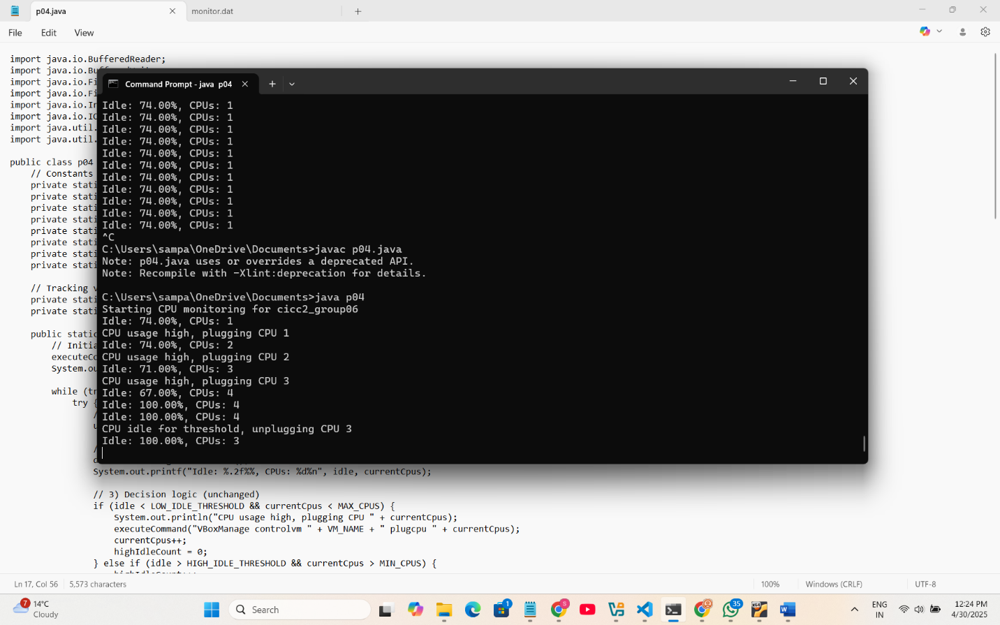 p04.java
monitor.dat
File Edit View
import java.io.BufferedReader;
import java.io.Bu
import java.io.Fi
import java.io.Fi
import java.io.In
import java.io.IO
import java.util.
import java.util.
public class p04
// Constants
private stati
private stati
private stati
private stati
private stati
private stati
private stati
private stati
// Tracking v
private stati
private stati
public static
// Initia
executeCo
System.ou
while (tr
try {
Command Prompt - java p04
Idle: 74.00%, CPUs: 1
Idle: 74.00%, CPUs: 1
Idle: 74.00%, CPUs: 1
Idle: 74.00%, CPUs: 1
Idle: 74.00%, CPUs: 1
Idle: 74.00%, CPUs: 1
Idle: 74.00%, CPUs: 1
Idle: 74.00%, CPUs: 1
Idle: 74.00%, CPUs: 1
Idle: 74.00%, CPUs: 1
Idle: 74.00%, CPUs: 1
^C
C:\Users\sampa\OneDrive\Documents>javac p04.java
Note: p04.java uses or overrides a deprecated API.
Note: Recompile with -Xlint:deprecation for details.
C:\Users\sampa\OneDrive\Documents>java p04
Starting CPU monitoring for cicc2_group06
Idle: 74.00%, CPUs: 1
CPU usage high, plugging CPU 1
Idle: 74.00%, CPUs: 2
CPU usage high, plugging CPU 2
Idle: 71.00%, CPUs: 3
CPU usage high, plugging CPU 3
Idle: 67.00%, CPUs: 4
Idle: 100.00%, CPUs: 4
Idle: 100.00%, CPUs: 4
CPU idle for threshold, unplugging CPU 3
Idle: 100.00%, CPUs: 3
System.out.printf("Idle: %.2f%%, CPUs: %d%n", idle, currentCpus);
// 3) Decision logic (unchanged)
if (idle < LOW_IDLE_THRESHOLD && currentCpus < MAX_CPUS) {
System.out.println("CPU usage high, plugging CPU " + currentCpus);
executeCommand("VBoxManage controlvm " + VM_NAME + " plugcpu " + currentCpus);
currentCpus++;
highIdleCount = 0;
} else if (idle > HIGH_IDLE_THRESHOLD && currentCpus > MIN_CPUS) {
Ln 17, Col 56 5,573 characters 100% Windows (CRLF) UTF-8
7
14°C
Cloudy
Search
1
S
35
ENG
IN
12:24 PM
4/30/2025